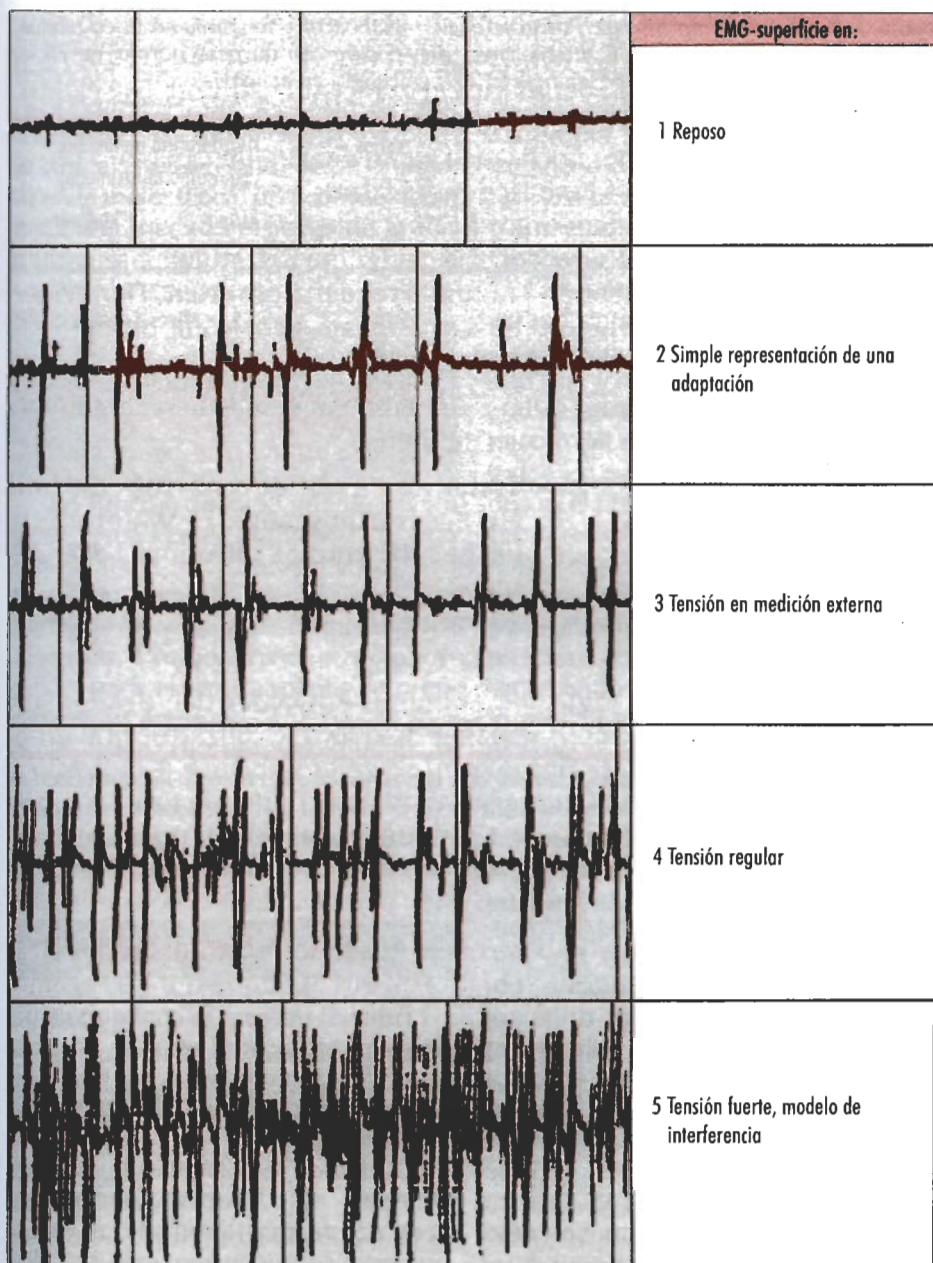 EMG-superficie en:
1 Reposo
2 Simple representación de una
adaptación
3 Tensión en medición externa
4 Tensión regular
5 Tensión fuerte, modelo de
interferencia